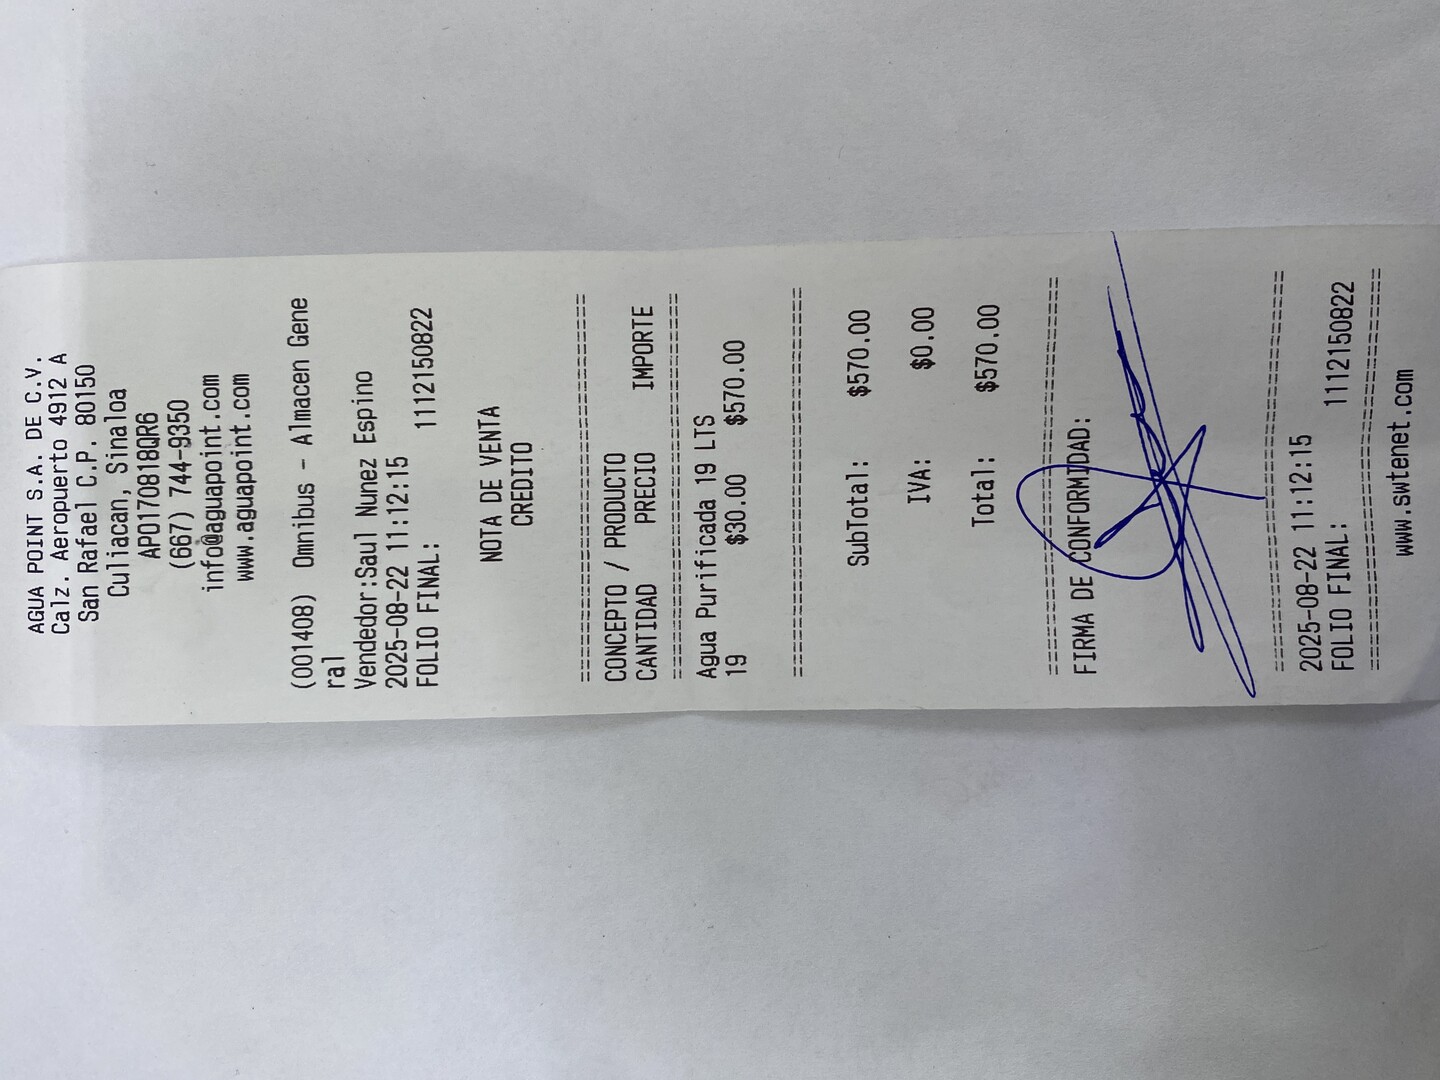 AGUA POINT S.A. DE C.V.
Calz. Aeropuerto 4912 A
San Rafael C.P. 80150
Culiacan, Sinaloa
APO170818QR6
(667) 744-9350
info@aguapoint.com
www.aguapoint.com
(001408) Omnibus - Almacen Gene
ral
Vendedor:Saul Nunez Espino
2025-08-22 11:12:15
FOLIO FINAL: 1112150822
NOTA DE VENTA
CREDITO
================================
CONCEPTO / PRODUCTO
CANTIDAD PRECIO IMPORTE
================================
Agua Purificada 19 LTS
19 $30.00 $570.00
================================
SubTotal: $570.00
IVA: $0.00
Total: $570.00
================================
FIRMA DE CONFORMIDAD:
================================
2025-08-22 11:12:15
FOLIO FINAL: 1112150822
================================
www.swtenet.com